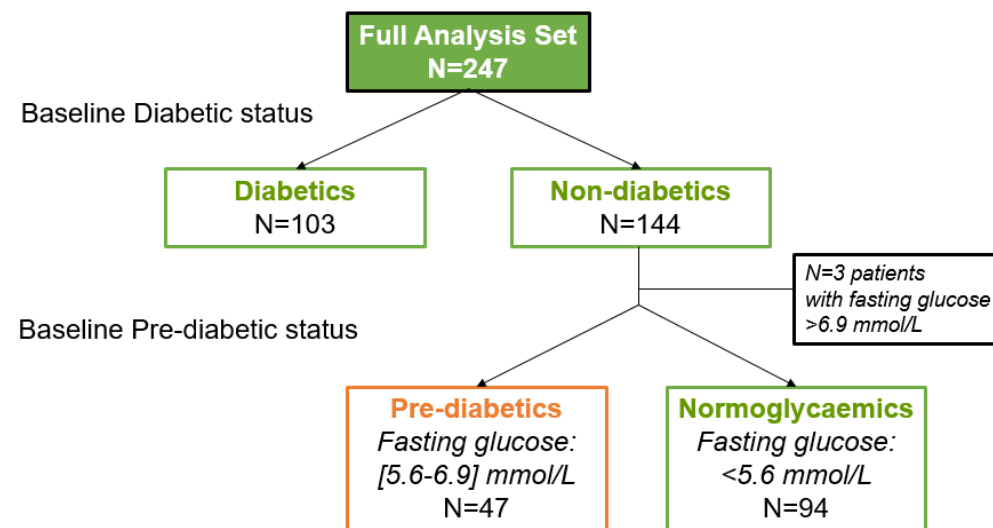 Full Analysis Set
N=247
Baseline Diabetic status
Diabetics
N=103
Non-diabetics
N=144
N=3 patients
with fasting glucose
>6.9 mmol/L
Baseline Pre-diabetic status
Pre-diabetics
Fasting glucose:
[5.6-6.9] mmol/L
N=47
Normoglycaemics
Fasting glucose:
<5.6 mmol/L
N=94